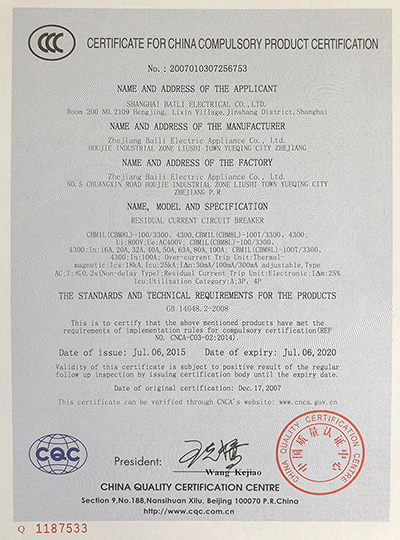 CCC
CERTIFICATE FOR CHINA COMPULSORY PRODUCT CERTIFICATION
No.: 2007010307256753
NAME AND ADDRESS OF THE APPLICANT
SHANGHAI BAILI ELECTRICAL CO.,LTD.
Room 200 NO.2109 Hengjing, Lixin Village,Jinshang District,Shanghai
NAME AND ADDRESS OF THE MANUFACTURER
Zhejiang Baili Electric Appliance Co., Ltd.
HOUJIE INDUSTRIAL ZONE LIUSHI TOWN YUEQING CITY ZHEJIANG
NAME AND ADDRESS OF THE FACTORY
Zhejiang Baili Electric Appliance Co., Ltd.
NO.5 CHUANGXIN ROAD HOUJIE INDUSTRIAL ZONE LIUSHI TOWN YUEQING CITY
ZHEJIANG P.R
NAME, MODEL AND SPECIFICATION
RESIDUAL CURRENT CIRCUIT BREAKER
CBM1L(CBM8L)-100/3300. 4300,CBM1L(CBM8L)-100T/3300. 4300:
Ui:800V;Ue:AC400V; CBM1L(CBM8L)-100/3300.
4300:In:16A,20A,32A,40A,50A,63A,80A,100A; CBM1L(CBM8L)-100T/3300.
4300:In:100A; Over-current Trip Unit:Thermal-
magnetic;Ics:18kA,Icu:25kA;IΔn:30mA/100mA/300mA adjustable,Type
AC,T:≤0.2s(Non-delay Type);Residual Current Trip Unit:Electronic;IΔm:25%
Icu;Utilization Category:A;3P、4P
THE STANDARDS AND TECHNICAL REQUIREMENTS FOR THE PRODUCTS
GB 14048.2-2008
This is to certify that the above mentioned products have met the
requirements of implementation rules for compulsory certification(REF
NO. CNCA-C03-02:2014).
Date of issue: Jul.06,2015 Date of expiry: Jul.06,2020
Validity of this certificate is subject to positive result of the regular
follow up inspection by issuing certification body until the expiry date.
Date of original certification: Dec.17,2007
This certificate can be verified through CNCA's website: www.cnca.gov.cn
CQC
President:
Wang Kejiao
CHINA QUALITY CERTIFICATION CENTRE
中国质量认证中心
CHINA QUALITY CERTIFICATION CENTRE
Section 9,No.188,Nansihuan Xilu, Beijing 100070 P.R.China
http://www.cqc.com.cn
Q 1187533